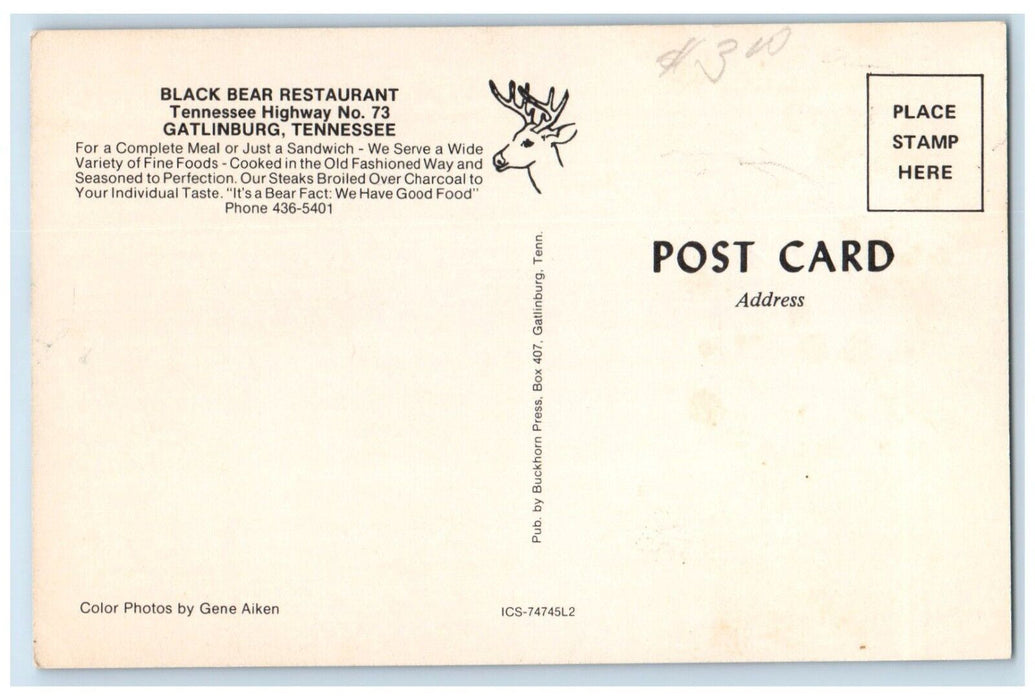 BLACK BEAR RESTAURANT
Tennessee Highway No. 73
GATLINBURG, TENNESSEE
For a Complete Meal or Just a Sandwich - We Serve a Wide
Variety of Fine Foods - Cooked in the Old Fashioned Way and
Seasoned to Perfection. Our Steaks Broiled Over Charcoal to
Your Individual Taste. "It's a Bear Fact: We Have Good Food"
Phone 436-5401
Color Photos by Gene Aiken
Pub. by Buckhorn Press, Box 407, Gatlinburg, Tenn.
ICS-74745L2
$3.00
PLACE
STAMP
HERE
POST CARD
Address